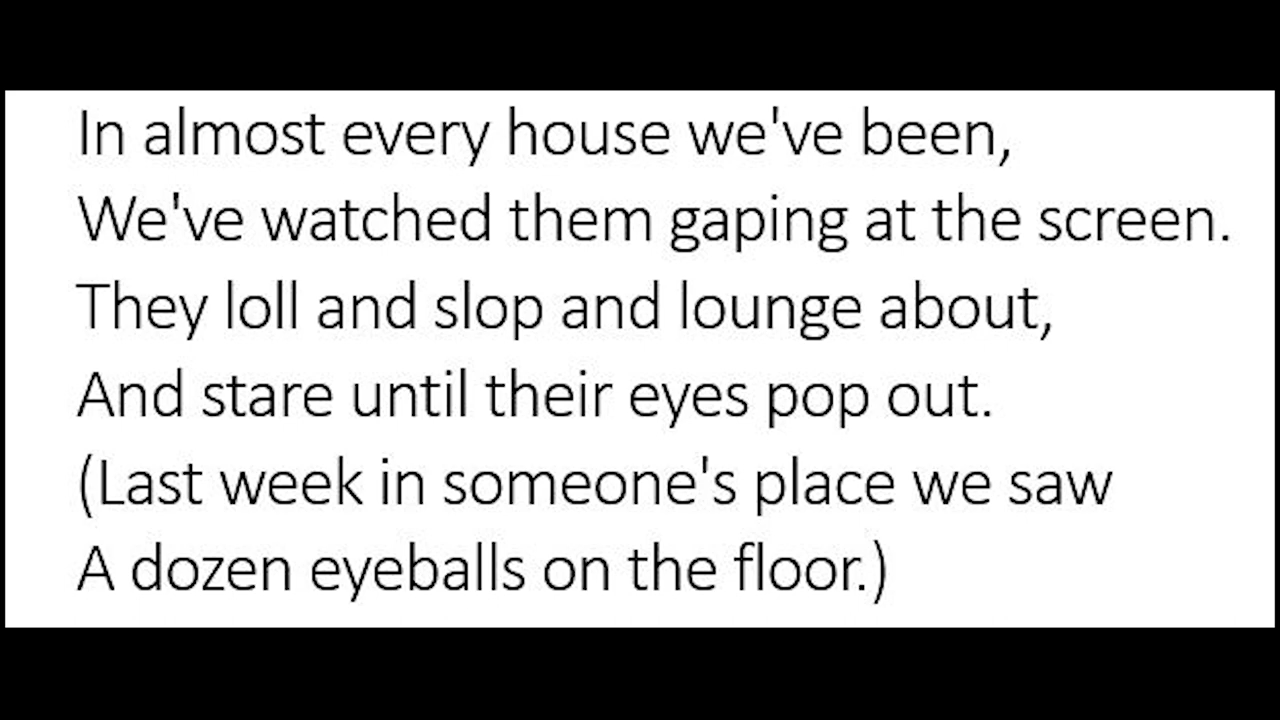 In almost every house we've been,
We've watched them gaping at the screen.
They loll and slop and lounge about,
And stare until their eyes pop out.
(Last week in someone's place we saw
A dozen eyeballs on the floor.)